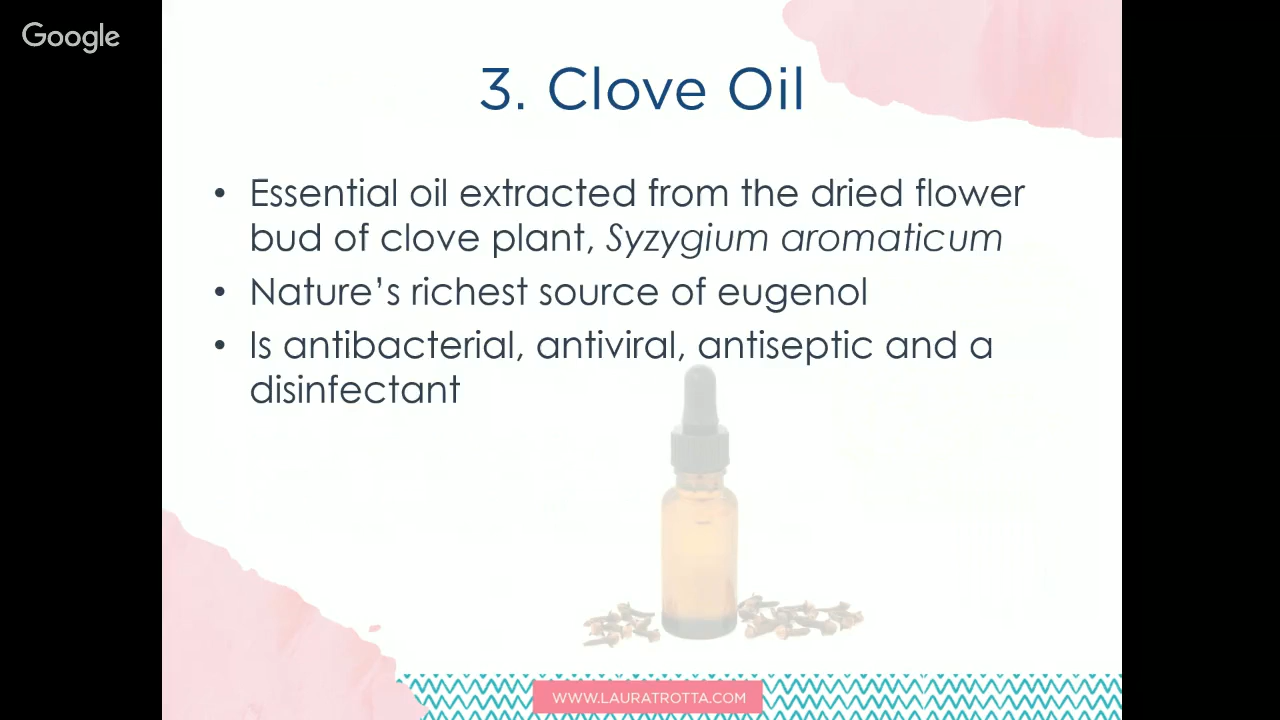 Google
3. Clove Oil
• Essential oil extracted from the dried flower
bud of clove plant, Syzygium aromaticum
• Nature’s richest source of eugenol
• Is antibacterial, antiviral, antiseptic and a
disinfectant
WWW.LAURATROTTA.COM